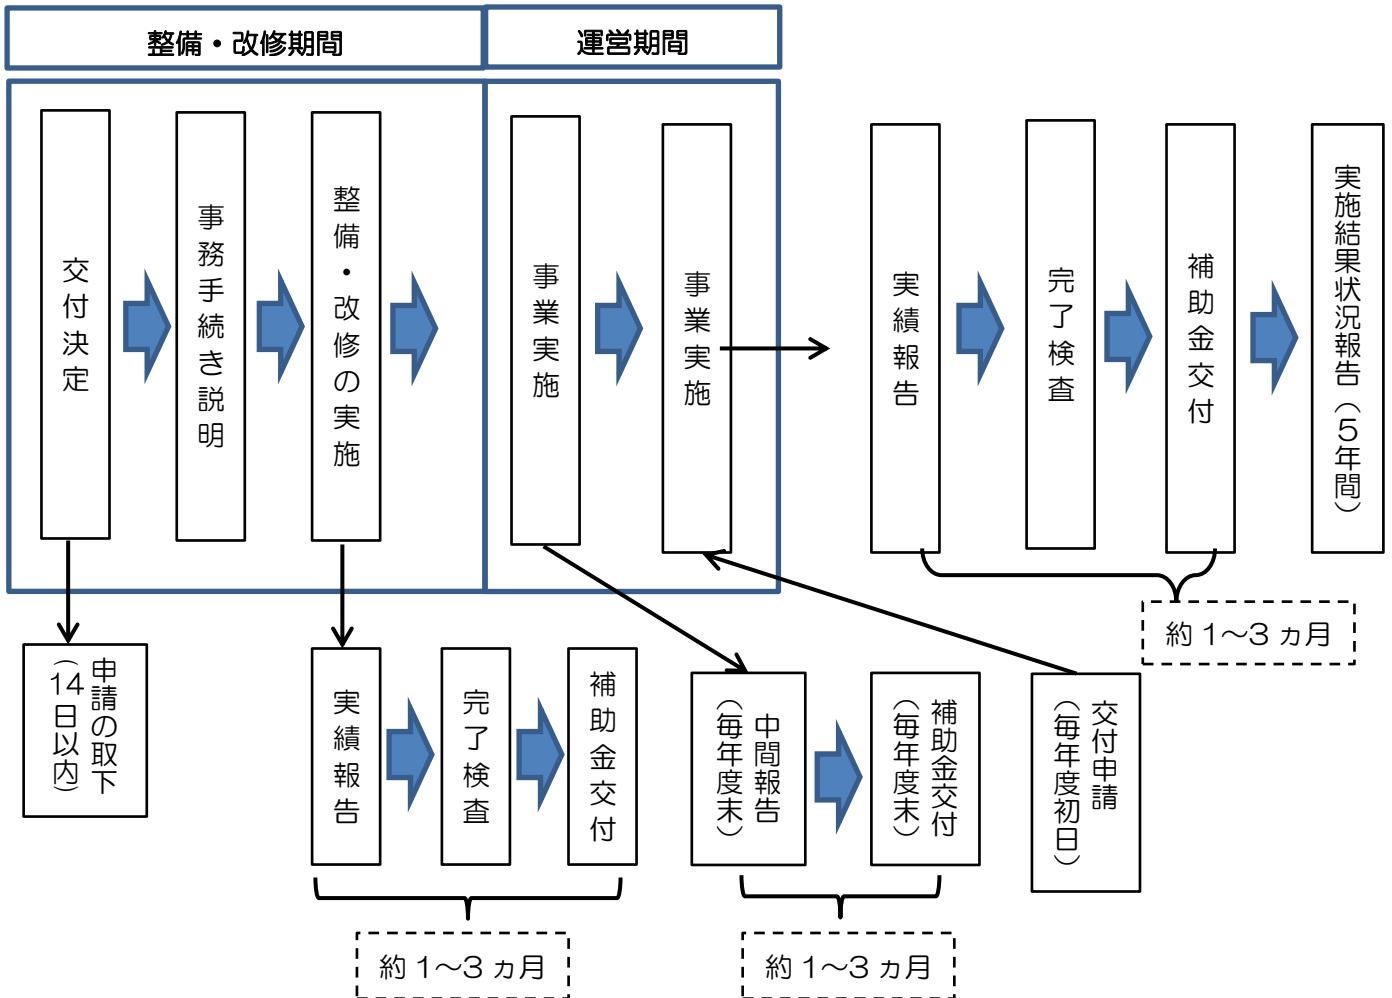 整備・改修期間
運営期間
交付決定
事務手続き説明
整備・改修の実施
事業実施
事業実施
実績報告
完了検査
補助金交付
実施結果状況報告（５年間）
約１～３ヵ月
申請の取下
（14日以内）
実績報告
完了検査
補助金交付
中間報告
（毎年度末）
補助金交付
（毎年度末）
交付申請
（毎年度初日）
約１～３ヵ月
約１～３ヵ月